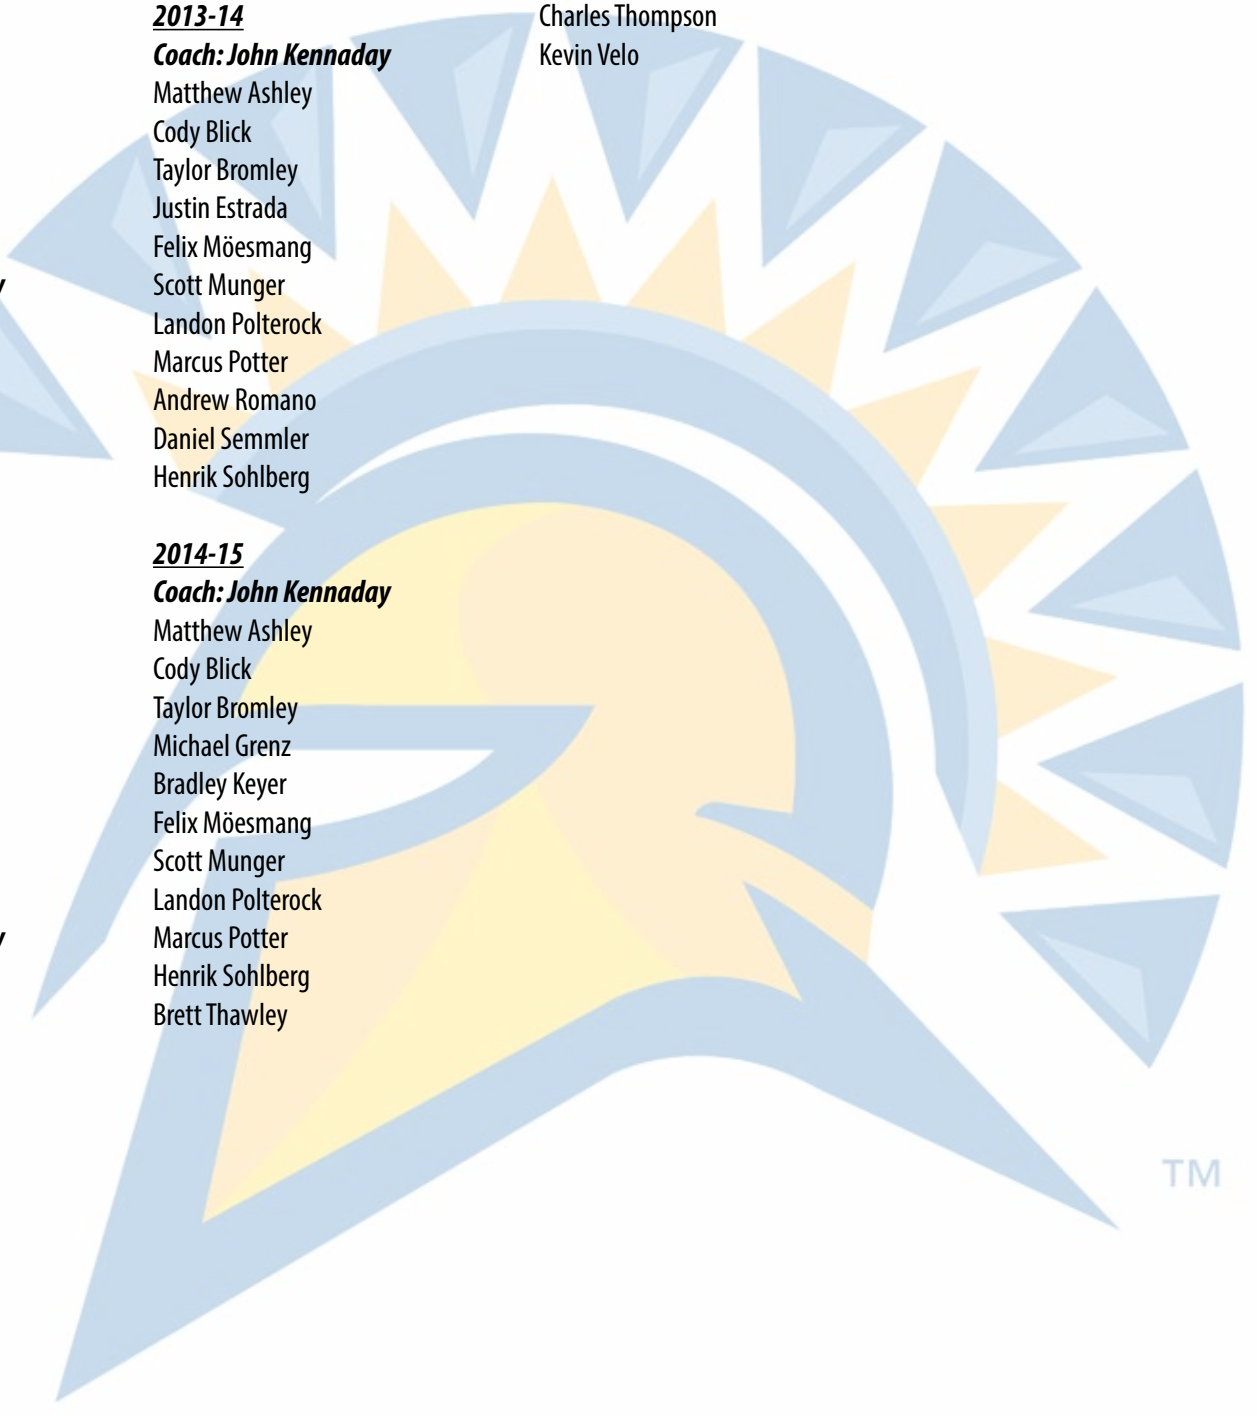 2013-14
Coach: John Kennaday
Matthew Ashley
Cody Blick
Taylor Bromley
Justin Estrada
Felix Möesmang
Scott Munger
Landon Polterock
Marcus Potter
Andrew Romano
Daniel Semmler
Henrik Sohlberg
2014-15
Coach: John Kennaday
Matthew Ashley
Cody Blick
Taylor Bromley
Michael Grenz
Bradley Keyer
Felix Möesmang
Scott Munger
Landon Polterock
Marcus Potter
Henrik Sohlberg
Brett Thawley
Charles Thompson
Kevin Velo
TM